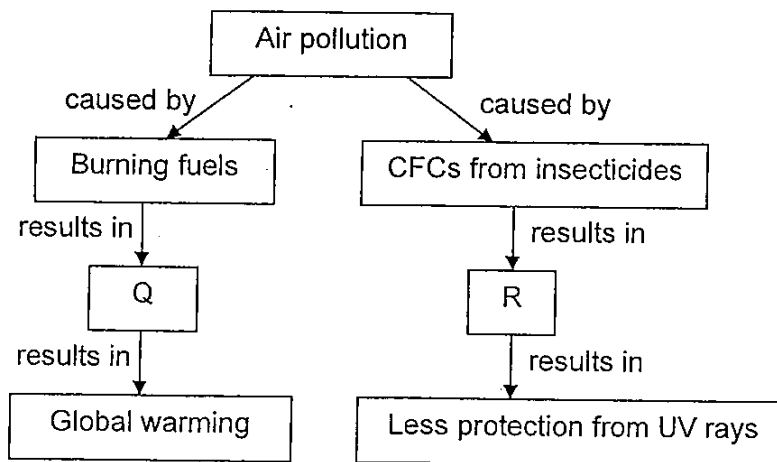 Air pollution
caused by
caused by
Burning fuels
CFCs from insecticides
results in
results in
Q
R
results in
results in
Global warming
Less protection from UV rays